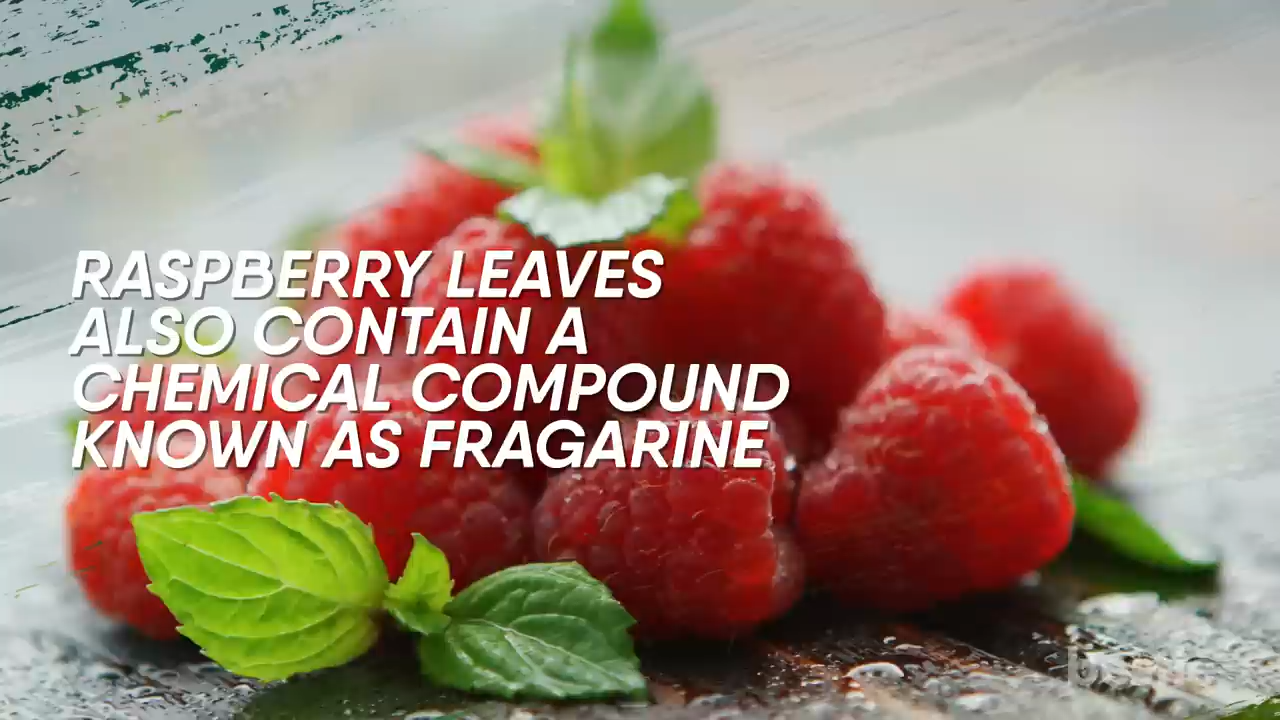 RASPBERRY LEAVES
ALSO CONTAIN A
CHEMICAL COMPOUND
KNOWN AS FRAGARINE